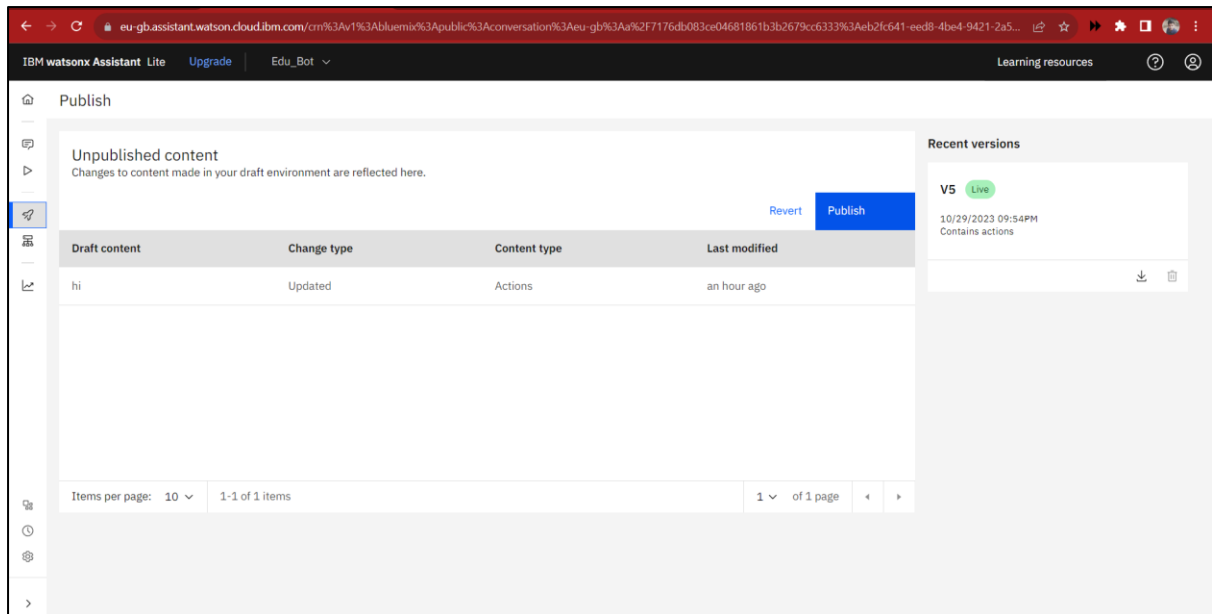 eu-gb.assistant.watson.cloud.ibm.com/crn%3Av1%3Abluemix%3Apublic%3Aconversation%3Aeu-gb%3Aa%2F7176db083ce04681861b3b2679cc6333%3Aeb2fc641-eed8-4be4-9421-2a5...
IBM watsonx Assistant Lite Upgrade Edu_Bot Learning resources
Publish
Unpublished content
Changes to content made in your draft environment are reflected here.
Revert Publish
Draft content Change type Content type Last modified
hi Updated Actions an hour ago
Items per page: 10 1-1 of 1 items 1 of 1 page
Recent versions
V5 Live
10/29/2023 09:54PM
Contains actions